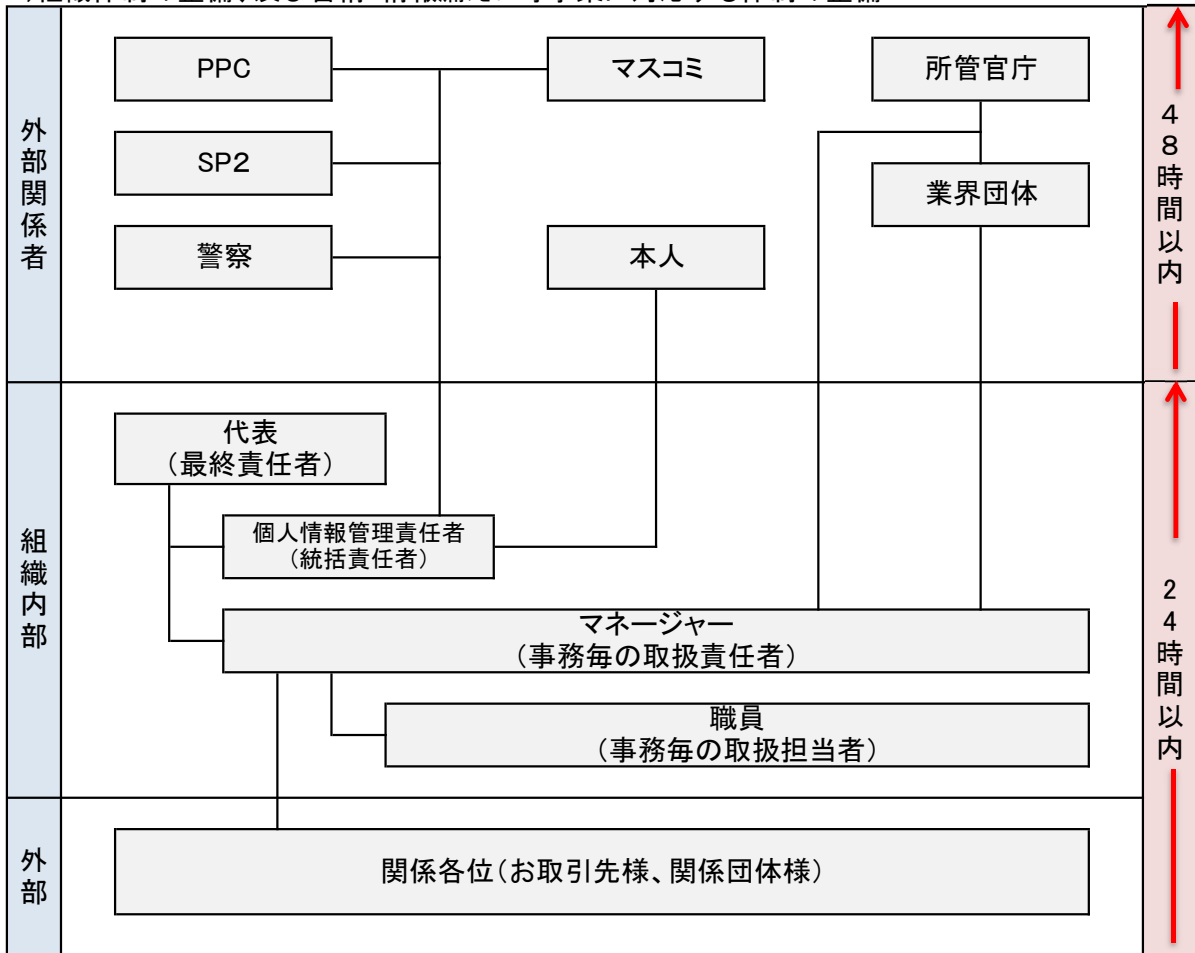 外部関係者
PPC
マスコミ
所管官庁
SP2
業界団体
警察
本人
48時間以内
組織内部
代表
（最終責任者）
個人情報管理責任者
（統括責任者）
マネージャー
（事務毎の取扱責任者）
職員
（事務毎の取扱担当者）
24時間以内
外部
関係各位（お取引先様、関係団体様）